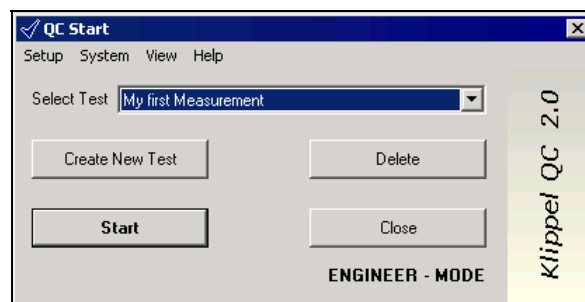 QC Start
Setup System View Help
Select Test My first Measurement
Create New Test Delete
Start Close
ENGINEER - MODE
Klippel QC 2.0